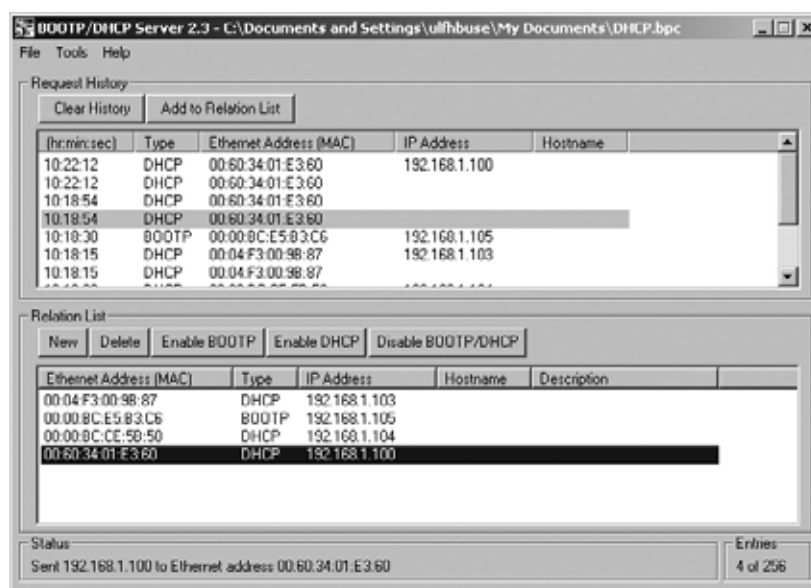 BOOTP/DHCP Server 2.3 - C:\Documents and Settings\ulfhbuse\My Documents\DHCP.bpc
File Tools Help
Request History
Clear History Add to Relation List
(hr:min:sec) Type Ethernet Address (MAC) IP Address Hostname
10:22:12 DHCP 00:60:34:01:E3:60 192.168.1.100
10:22:12 DHCP 00:60:34:01:E3:60
10:18:54 DHCP 00:60:34:01:E3:60
10:18:54 DHCP 00:60:34:01:E3:60
10:18:30 BOOTP 00:00:BC:E5:B3:C6 192.168.1.105
10:18:15 DHCP 00:04:F3:00:9B:87 192.168.1.103
10:18:15 DHCP 00:04:F3:00:9B:87
Relation List
New Delete Enable BOOTP Enable DHCP Disable BOOTP/DHCP
Ethernet Address (MAC) Type IP Address Hostname Description
00:04:F3:00:9B:87 DHCP 192.168.1.103
00:00:BC:E5:B3:C6 BOOTP 192.168.1.105
00:00:BC:CE:5B:50 DHCP 192.168.1.104
00:60:34:01:E3:60 DHCP 192.168.1.100
Status
Sent 192.168.1.100 to Ethernet address 00:60:34:01:E3:60
Entries
4 of 256